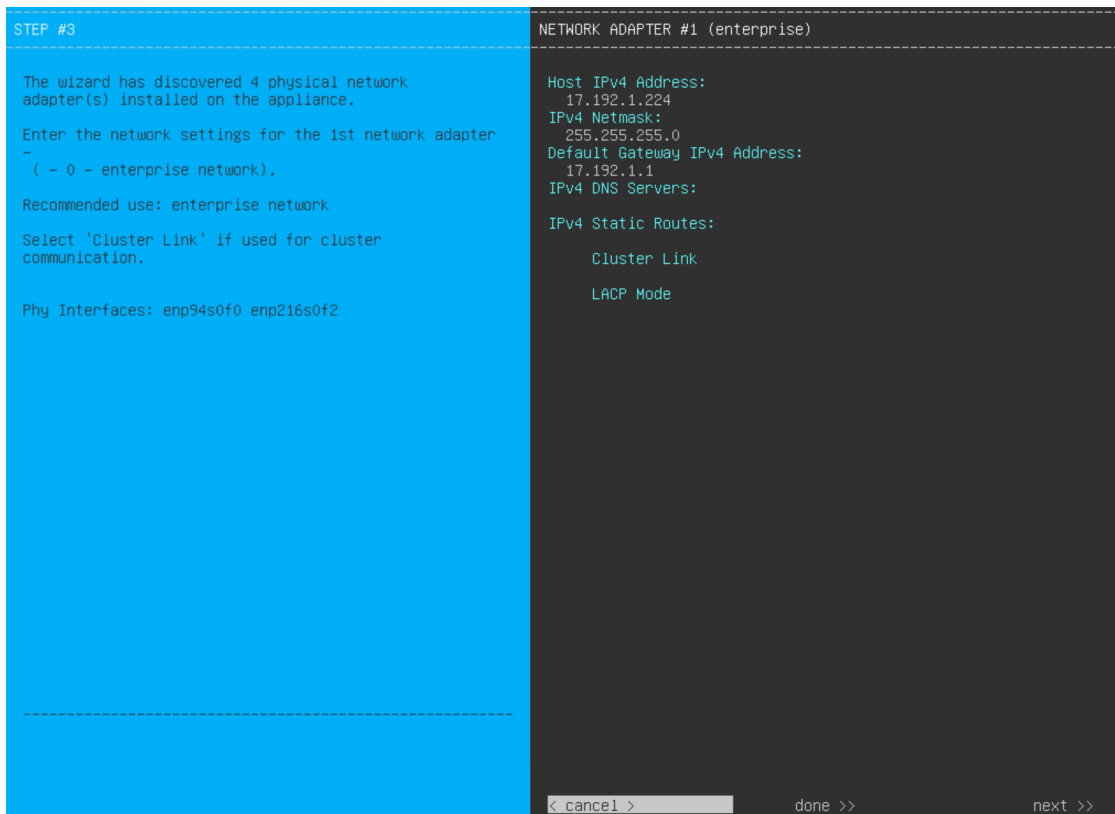 STEP #3
The wizard has discovered 4 physical network
adapter(s) installed on the appliance.
Enter the network settings for the 1st network adapter
-
( - 0 - enterprise network).
Recommended use: enterprise network
Select 'Cluster Link' if used for cluster
communication.
Phy Interfaces: enp94s0f0 enp216s0f2
NETWORK ADAPTER #1 (enterprise)
Host IPv4 Address:
17.192.1.224
IPv4 Netmask:
255.255.255.0
Default Gateway IPv4 Address:
17.192.1.1
IPv4 DNS Servers:
IPv4 Static Routes:
Cluster Link
LACP Mode
< cancel > done >> next >>